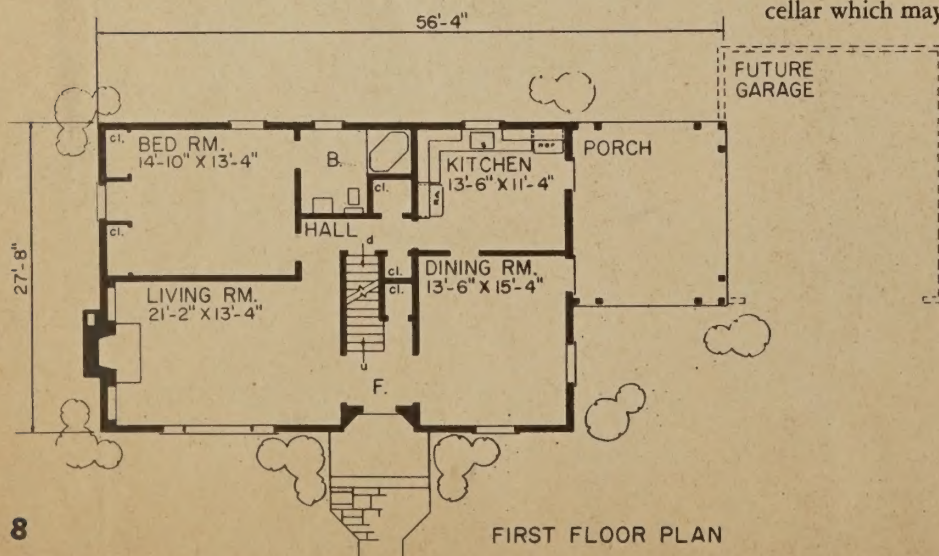 cellar which may
56'-4"
FUTURE
GARAGE
27'-8"
cl.
BED RM.
14'-10" X 13'-4"
B.
cl.
KITCHEN
13'-6" X 11'-4"
REF
RA.
PORCH
cl.
HALL
d
cl.
cl.
DINING RM.
13'-6" X 15'-4"
LIVING RM.
21'-2" X 13'-4"
u
F.
8
FIRST FLOOR PLAN